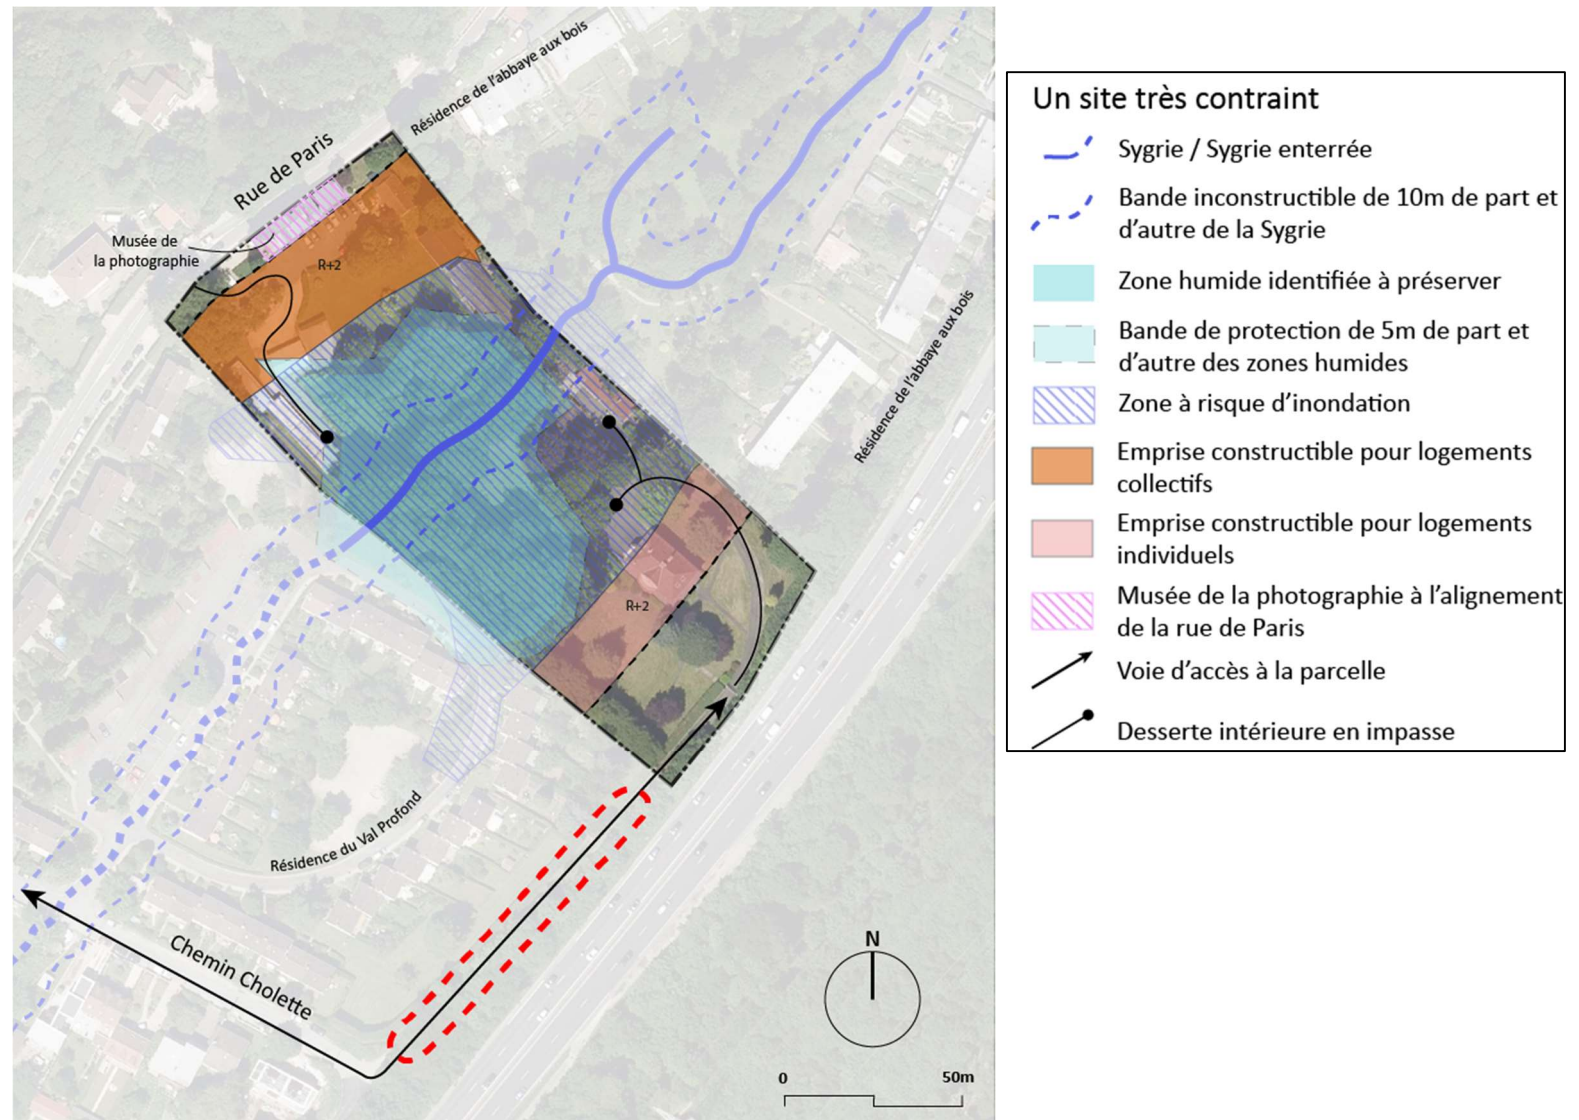 Résidence de l'abbaye aux bois
Rue de Paris
Musée de
la photographie
R+2
Résidence de l'abbaye aux bois
R+2
Résidence du Val Profond
Chemin Cholette
N
0
50m
Un site très contraint
Sygrie / Sygrie enterrée
Bande inconstructible de 10m de part et
d'autre de la Sygrie
Zone humide identifiée à préserver
Bande de protection de 5m de part et
d'autre des zones humides
Zone à risque d'inondation
Emprise constructible pour logements
collectifs
Emprise constructible pour logements
individuels
Musée de la photographie à l'alignement
de la rue de Paris
Voie d'accès à la parcelle
Desserte intérieure en impasse